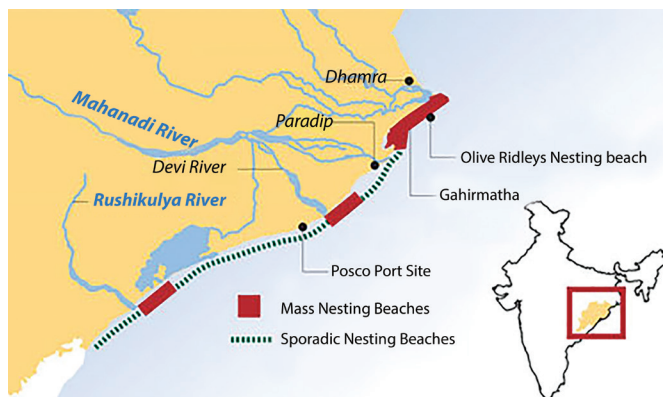 Dhamra
Mahanadi River
Paradip
Devi River
Olive Ridleys Nesting beach
Rushikulya River
Gahirmatha
Posco Port Site
Mass Nesting Beaches
Sporadic Nesting Beaches